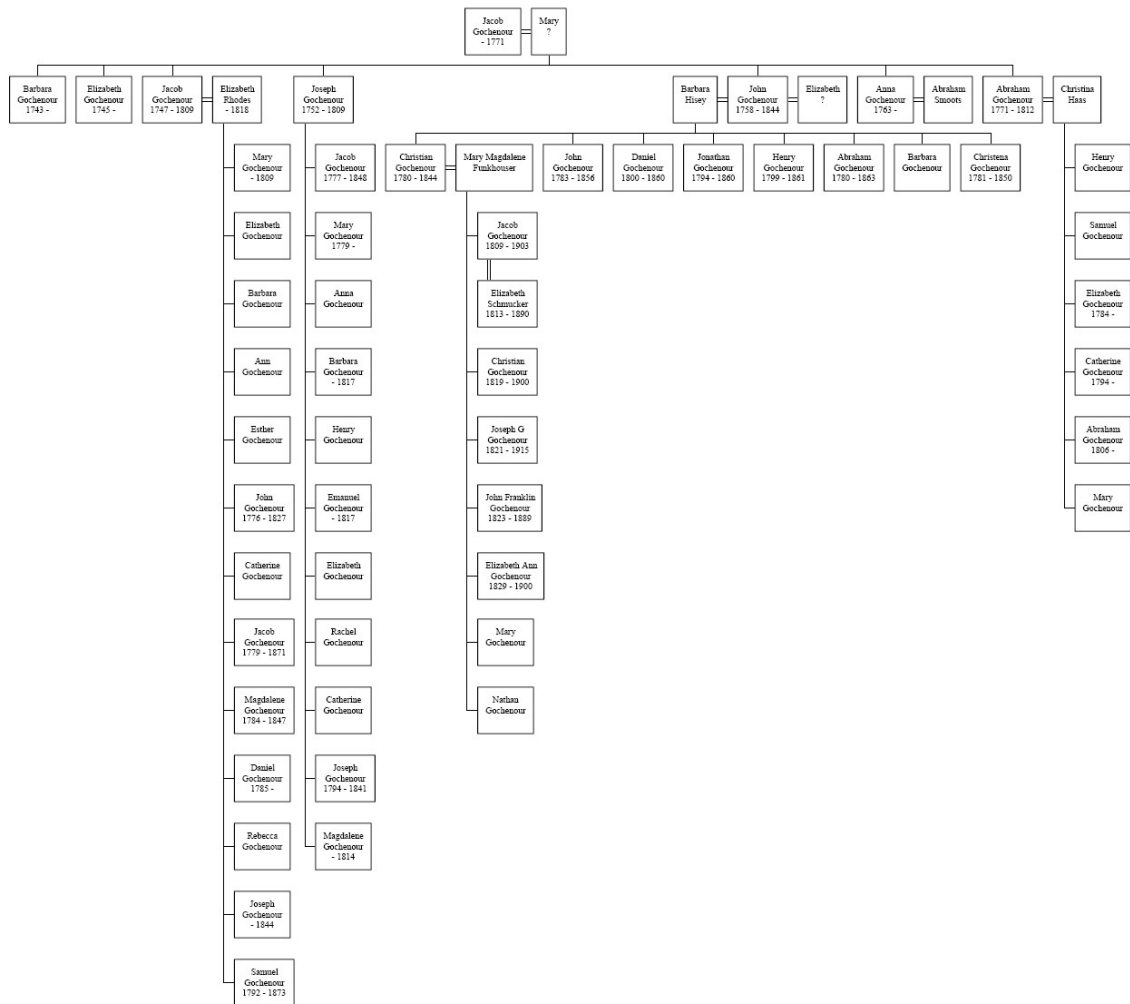 Jacob
Gochenour
- 1771
Mary
?
Barbara
Gochenour
1743 -
Elizabeth
Gochenour
1745 -
Jacob
Gochenour
1747 - 1809
Elizabeth
Rhodes
- 1818
Joseph
Gochenour
1752 - 1809
Barbara
Hisey
John
Gochenour
1758 - 1844
Elizabeth
?
Anna
Gochenour
1763 -
Abraham
Smoots
Abraham
Gochenour
1771 - 1812
Christina
Haas
Mary
Gochenour
- 1809
Jacob
Gochenour
1777 - 1848
Christian
Gochenour
1780 - 1844
Mary Magdalene
Funkhouser
John
Gochenour
1783 - 1856
Daniel
Gochenour
1800 - 1860
Jonathan
Gochenour
1794 - 1860
Henry
Gochenour
1799 - 1861
Abraham
Gochenour
1780 - 1863
Barbara
Gochenour
Christena
Gochenour
1781 - 1850
Henry
Gochenour
Elizabeth
Gochenour
Mary
Gochenour
1779 -
Jacob
Gochenour
1809 - 1903
Samuel
Gochenour
Barbara
Gochenour
Anna
Gochenour
Elizabeth
Schmucker
1813 - 1890
Elizabeth
Gochenour
1784 -
Ann
Gochenour
Barbara
Gochenour
- 1817
Christian
Gochenour
1819 - 1900
Catherine
Gochenour
1794 -
Esther
Gochenour
Henry
Gochenour
Joseph G
Gochenour
1821 - 1915
Abraham
Gochenour
1806 -
John
Gochenour
1776 - 1827
Emanuel
Gochenour
- 1817
John Franklin
Gochenour
1823 - 1889
Mary
Gochenour
Catherine
Gochenour
Elizabeth
Gochenour
Elizabeth Ann
Gochenour
1829 - 1900
Jacob
Gochenour
1779 - 1871
Rachel
Gochenour
Mary
Gochenour
Magdalene
Gochenour
1784 - 1847
Catherine
Gochenour
Nathan
Gochenour
Daniel
Gochenour
1785 -
Joseph
Gochenour
1794 - 1841
Rebecca
Gochenour
Magdalene
Gochenour
- 1814
Joseph
Gochenour
- 1844
Samuel
Gochenour
1792 - 1873